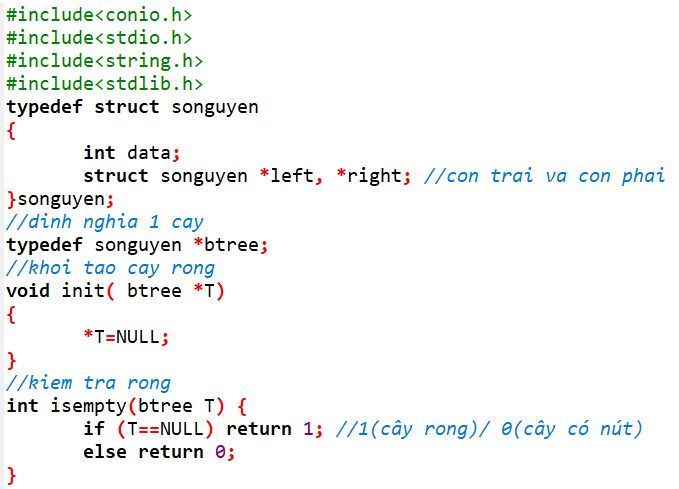 #include<conio.h>
#include<stdio.h>
#include<string.h>
#include<stdlib.h>
typedef struct songuyen
{
        int data;
        struct songuyen *left, *right; //con trai va con phai
}songuyen;
//dinh nghia 1 cay
typedef songuyen *btree;
//khoi tao cay rong
void init( btree *T)
{
        *T=NULL;
}
//kiem tra rong
int isempty(btree T) {
        if (T==NULL) return 1; //1(cây rong)/ 0(cây có nút)
        else return 0;
}